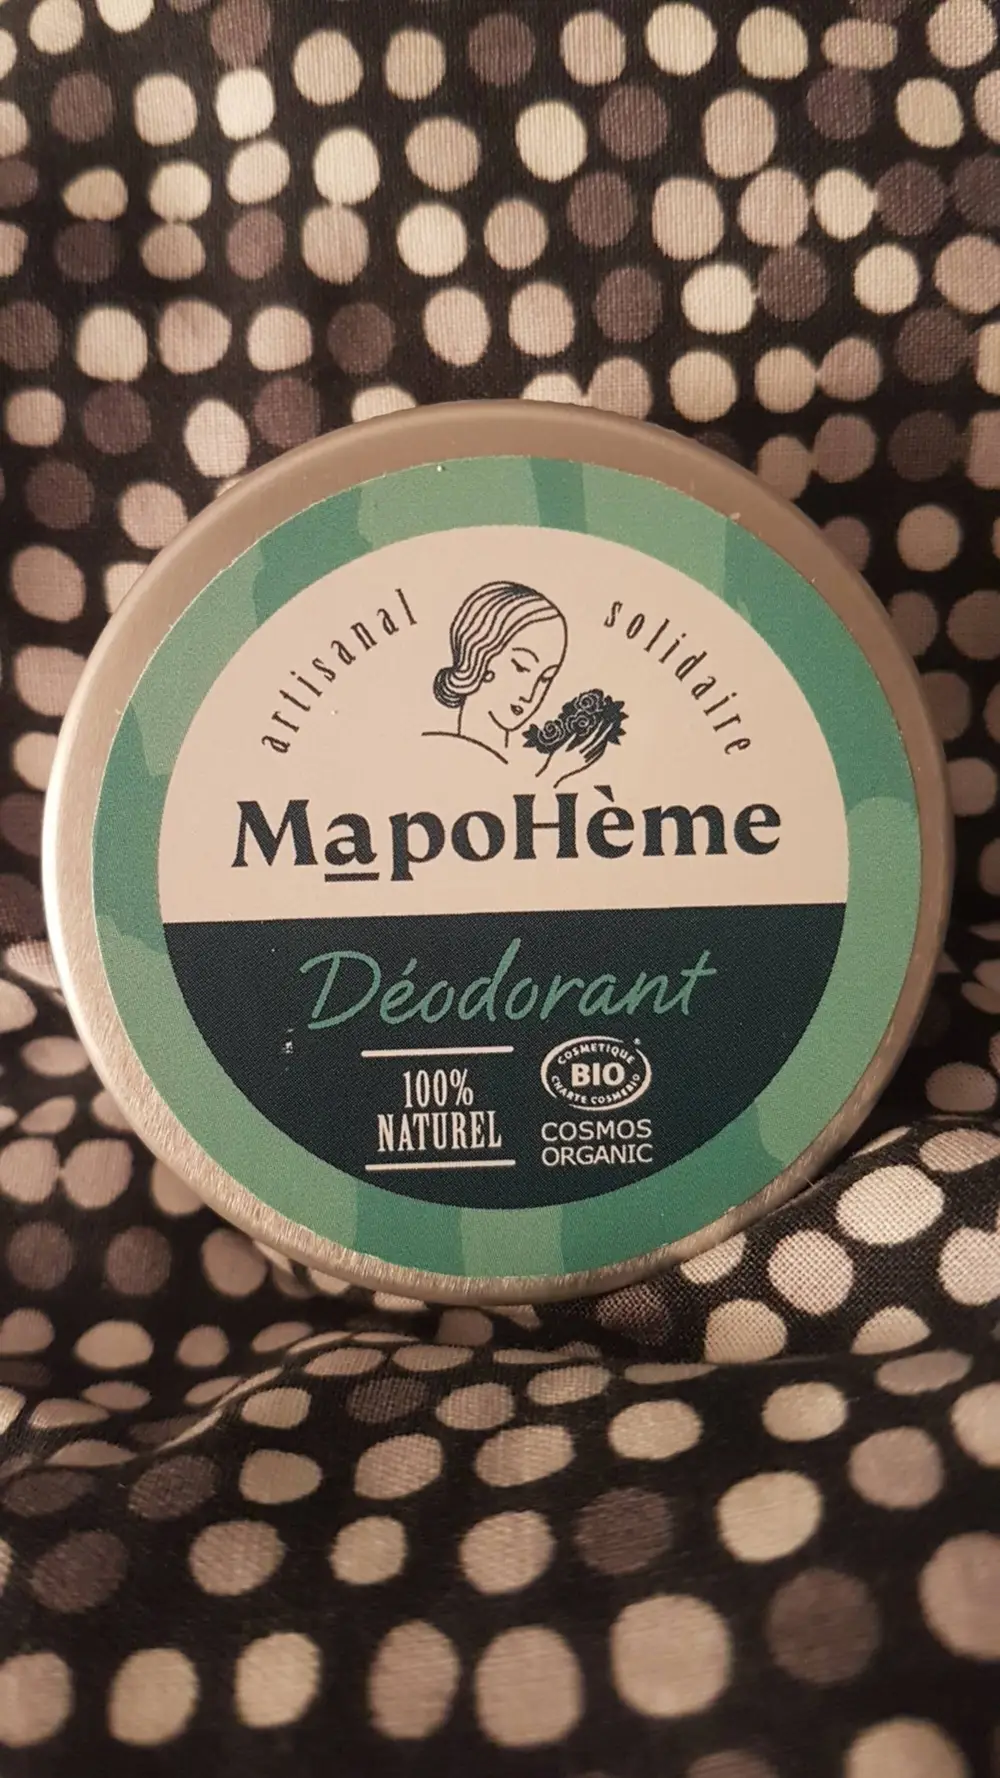 artisanal
solidaire
MapoHème
Déodorant
100%
NATUREL
COSMETIQUE
BIO
CHARTE COSMEBIO
COSMOS
ORGANIC